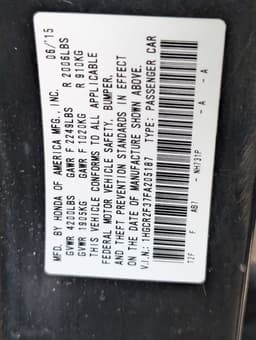 MFD. BY HONDA OF AMERICA MFG., INC. 06/'15
GVWR 4200LBS GAWR F 2249LBS R 2006LBS
GVWR 1905KG GAWR F 1020KG R 910KG
THIS VEHICLE CONFORMS TO ALL APPLICABLE
FEDERAL MOTOR VEHICLE SAFETY, BUMPER,
AND THEFT PREVENTION STANDARDS IN EFFECT
ON THE DATE OF MANUFACTURE SHOWN ABOVE.
V.I.N.: 1HGCR2F37FA205187 TYPE: PASSENGER CAR
F AB7 - NH731P - A - A